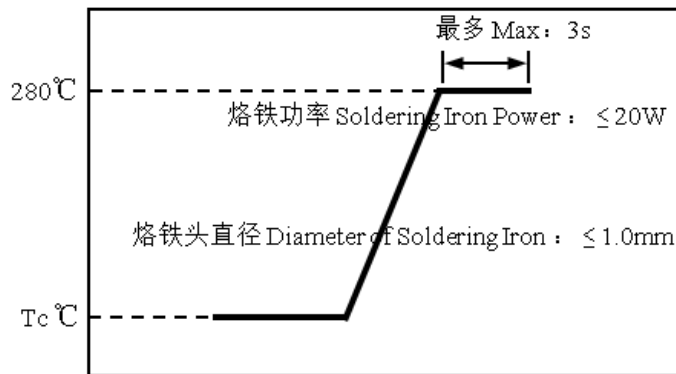 最多 Max：3s
280℃
烙铁功率 Soldering Iron Power：≤20W
烙铁头直径 Diameter of Soldering Iron：≤1.0mm
Tc℃